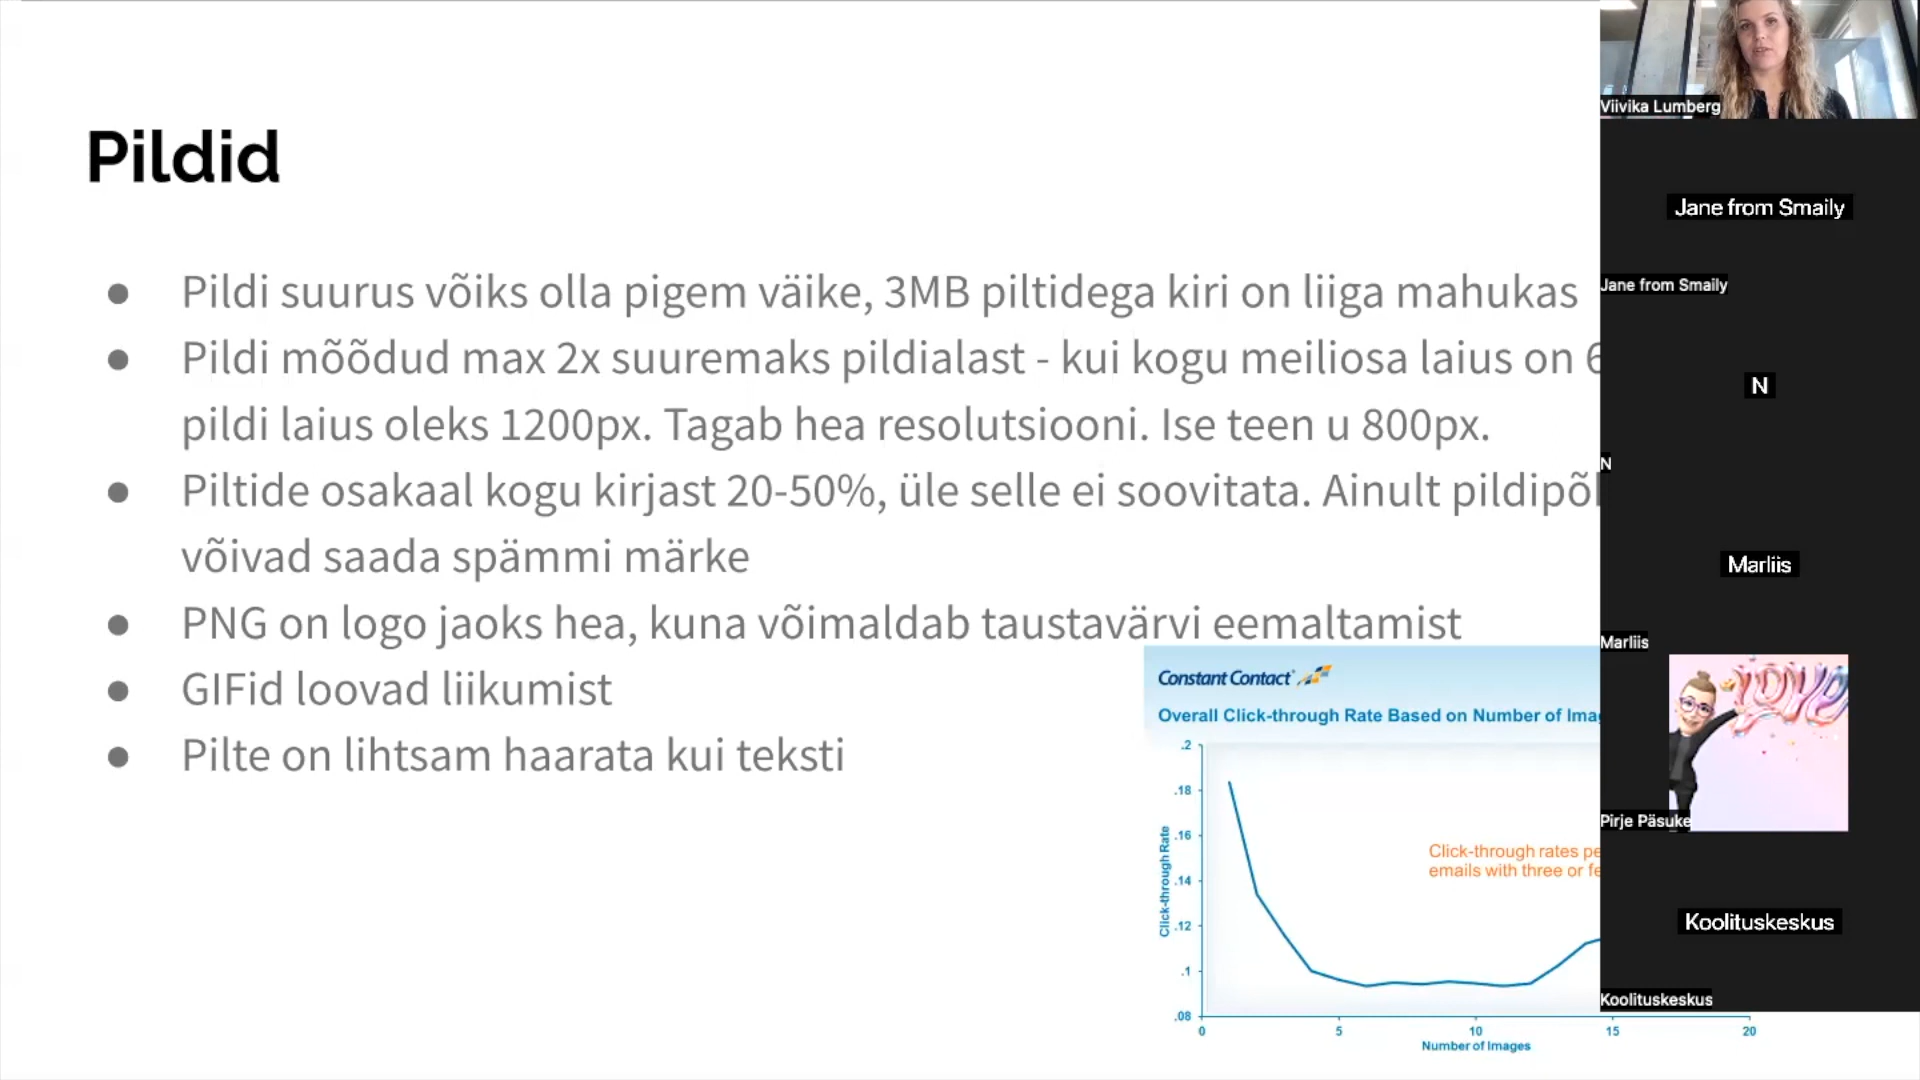 Pildid
● Pildi suurus võiks olla pigem väike, 3MB piltidega kiri on liiga mahukas
● Pildi mõõdud max 2x suuremaks pildialast - kui kogu meiliosa laius on
pildi laius oleks 1200px. Tagab hea resolutsiooni. Ise teen u 800px.
● Piltide osakaal kogu kirjast 20-50%, üle selle ei soovitata. Ainult
võivad saada spämmi märke
● PNG on logo jaoks hea, kuna võimaldab taustavärvi eemaltamist
● GIFid loovad liikumist
● Pilte on lihtsam haarata kui teksti
Constant Contact
Overall Click-through Rate Based on Number of
.2
.18
.16
.14
.12
.1
.08
Click-through Rate
Click-through rates
emails with three or
0 5 10 15 20
Number of Images
Viivika Lumberg
Jane from Smaily
Jane from Smaily
N
N
Marliis
Marliis
Pirje Päsuke
Koolituskeskus
Koolituskeskus